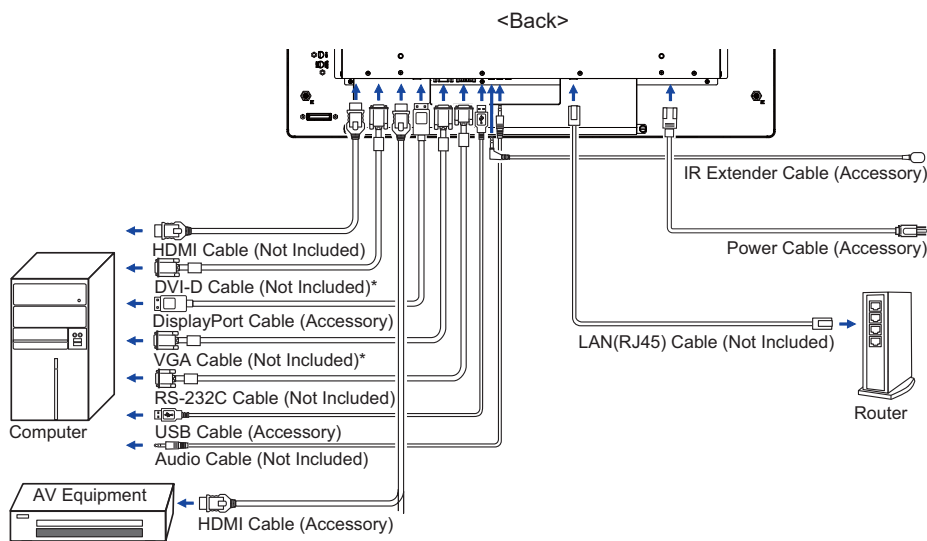 <Back>
IR Extender Cable (Accessory)
HDMI Cable (Not Included)
Power Cable (Accessory)
DVI-D Cable (Not Included)*
DisplayPort Cable (Accessory)
LAN(RJ45) Cable (Not Included)
VGA Cable (Not Included)*
RS-232C Cable (Not Included)
Router
Computer
USB Cable (Accessory)
Audio Cable (Not Included)
AV Equipment
HDMI Cable (Accessory)